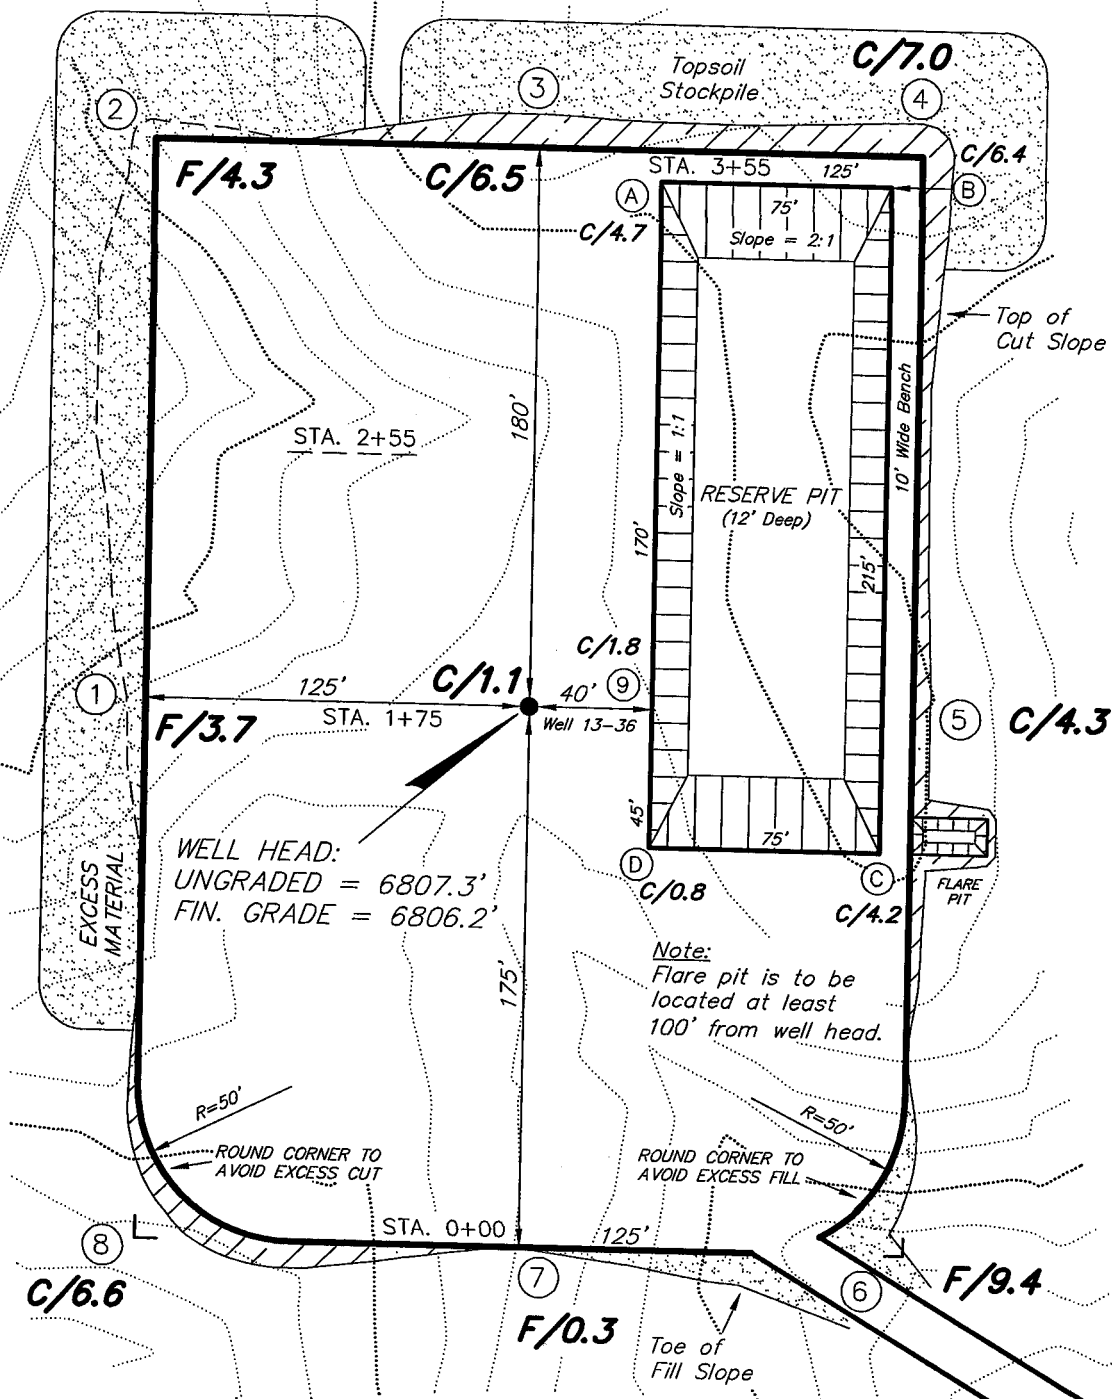 C/7.0
Topsoil
Stockpile
2
3
4
F/4.3
C/6.5
STA. 3+55
125'
C/6.4
A
B
75'
C/4.7
Slope = 2:1
Top of
Cut Slope
180'
STA. 2+55
10' Wide Bench
Slope = 1:1
RESERVE PIT
(12' Deep)
170'
215'
C/1.8
1
125'
C/1.1
40'
9
F/3.7
STA. 1+75
Well 13-36
5
C/4.3
45'
75'
WELL HEAD:
UNGRADED = 6807.3'
FIN. GRADE = 6806.2'
D
C/0.8
C
C/4.2
FLARE
PIT
EXCESS
MATERIAL
175'
Note:
Flare pit is to be
located at least
100' from well head.
R=50'
R=50'
ROUND CORNER TO
AVOID EXCESS CUT
ROUND CORNER TO
AVOID EXCESS FILL
STA. 0+00
125'
8
C/6.6
7
F/0.3
6
F/9.4
Toe of
Fill Slope